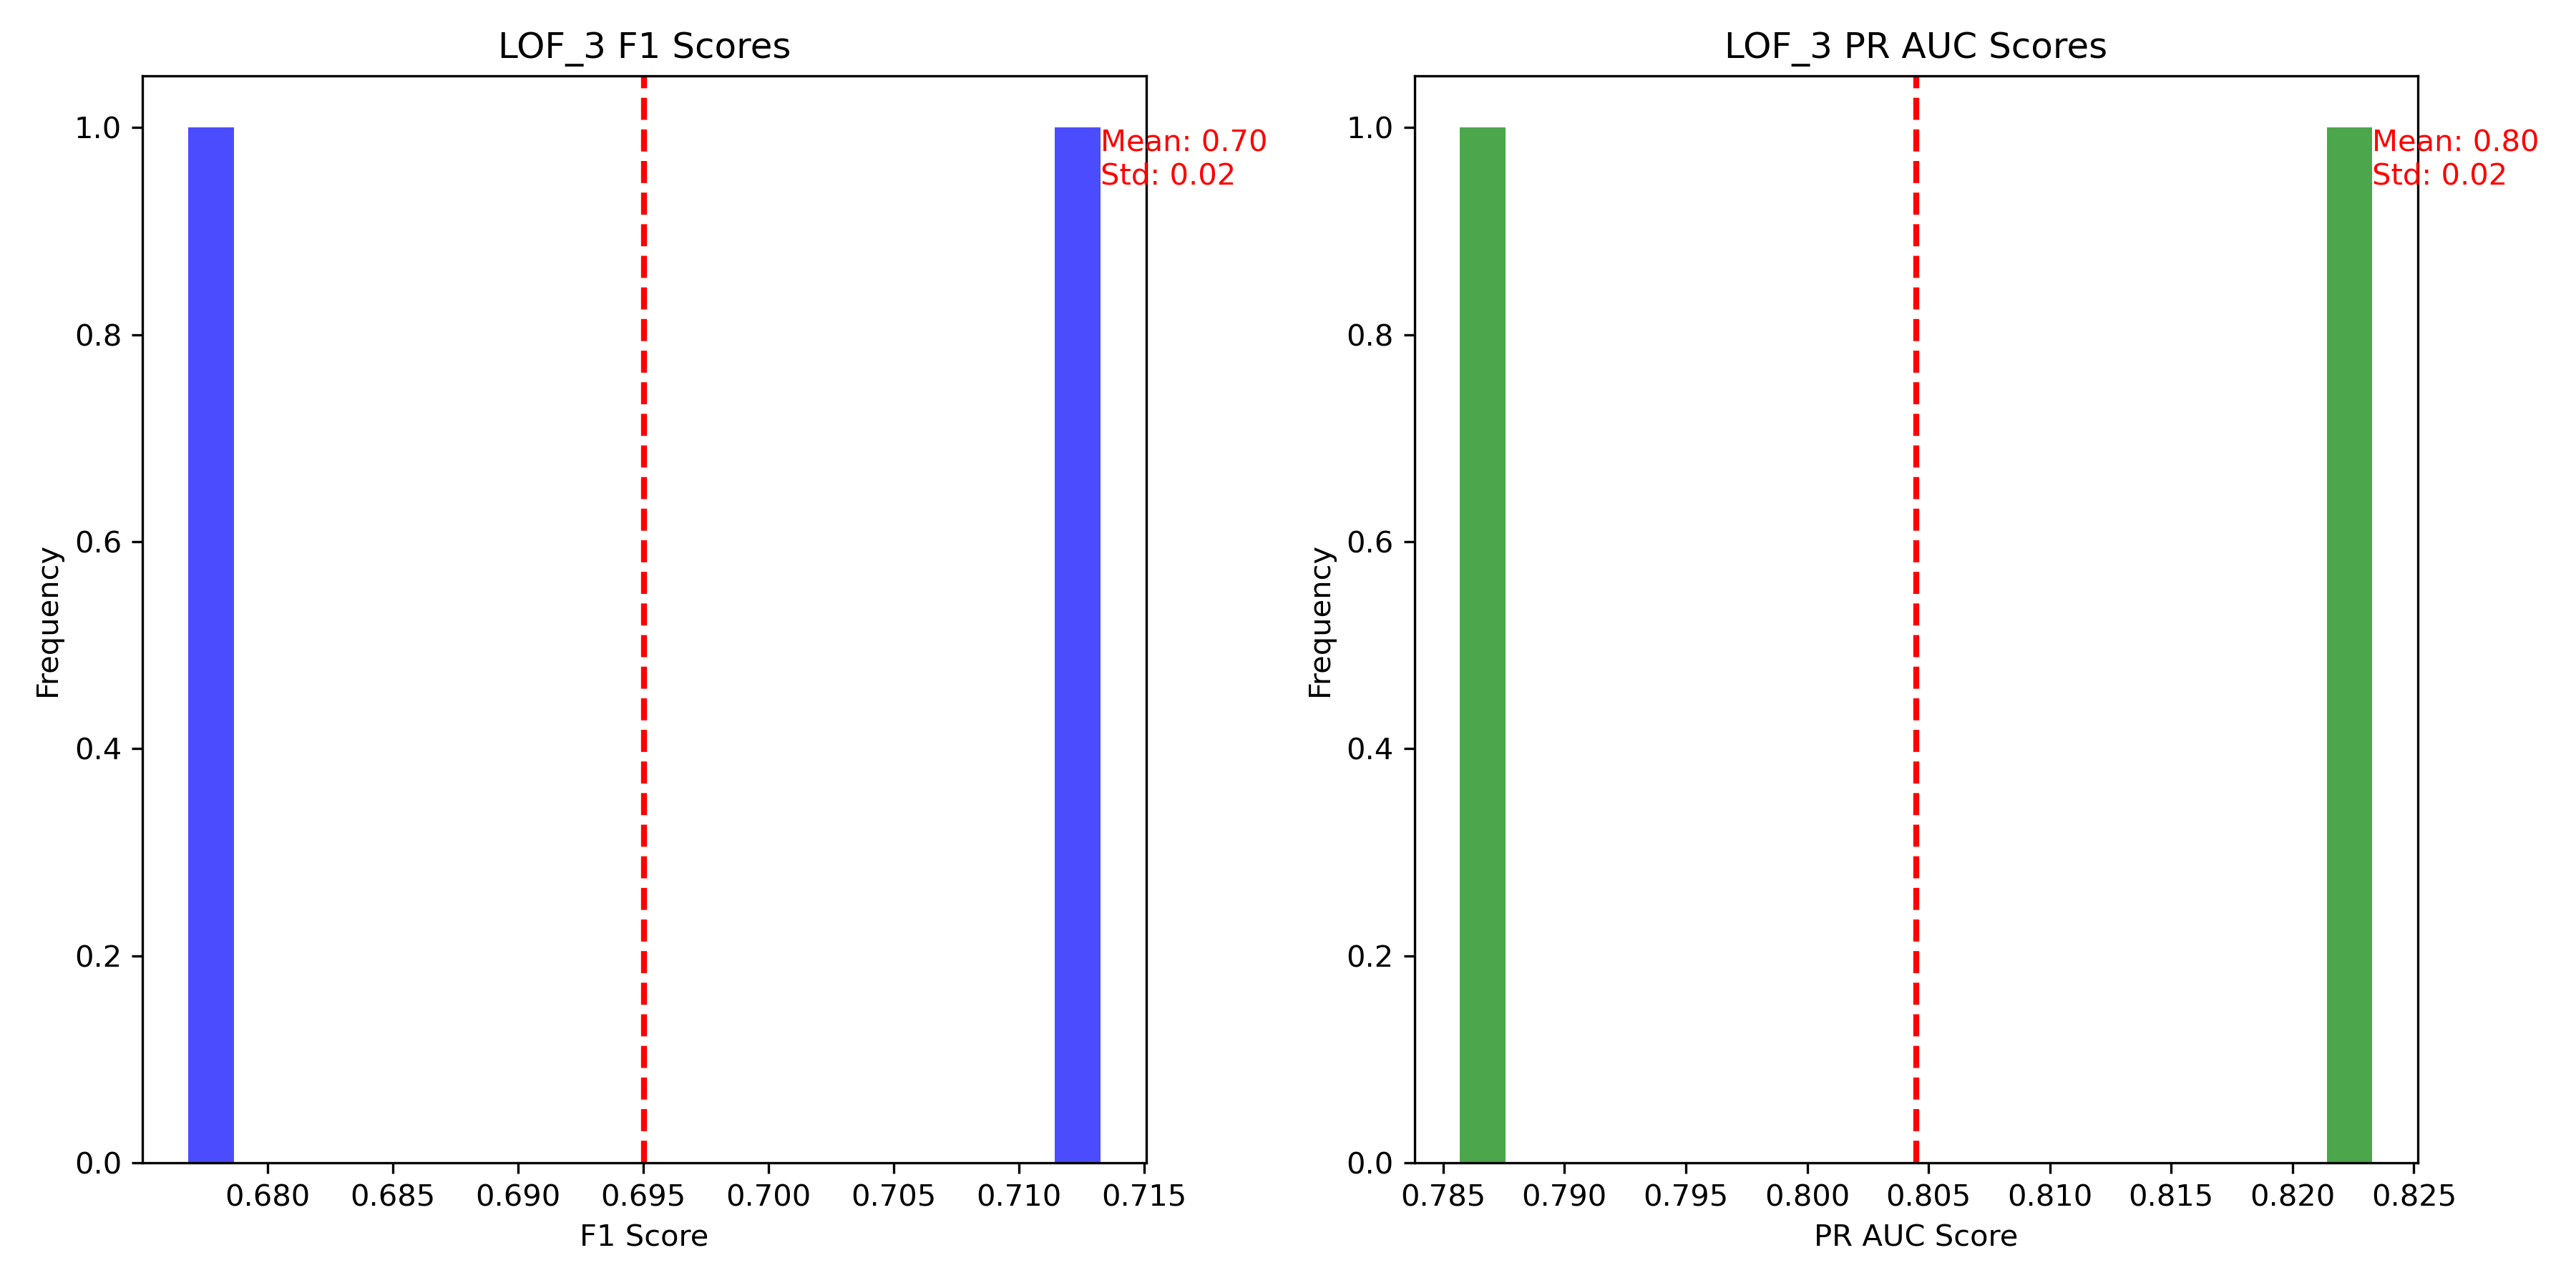 LOF_3 F1 Scores
1.0
0.8
0.6
0.4
0.2
0.0
Frequency
Mean: 0.70
Std: 0.02
0.680 0.685 0.690 0.695 0.700 0.705 0.710 0.715
F1 Score
LOF_3 PR AUC Scores
1.0
0.8
0.6
0.4
0.2
0.0
Frequency
Mean: 0.80
Std: 0.02
0.785 0.790 0.795 0.800 0.805 0.810 0.815 0.820 0.825
PR AUC Score